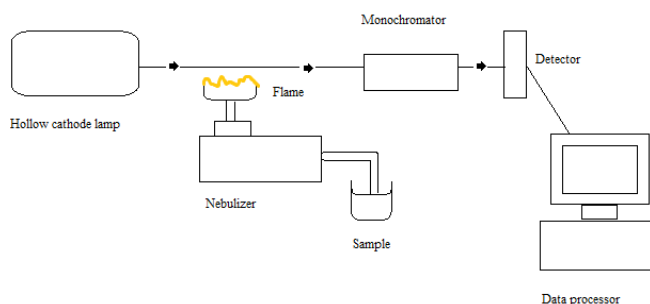 Monochromator
Detector
Flame
Hollow cathode lamp
Nebulizer
Sample
Data processor